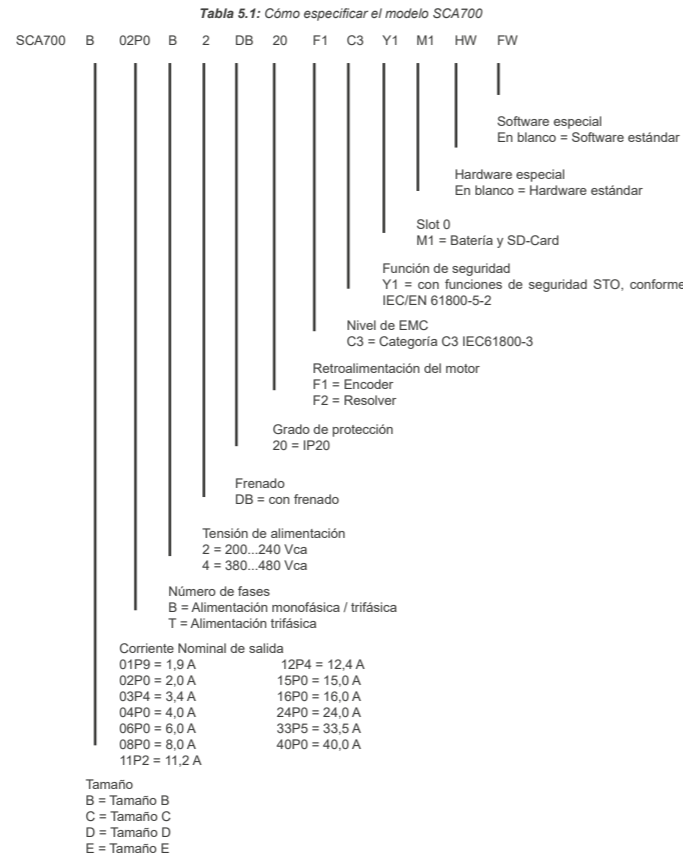 Tabla 5.1: Cómo especificar el modelo SCA700
SCA700 B 02P0 B 2 DB 20 F1 C3 Y1 M1 HW FW
Software especial
En blanco = Software estándar
Hardware especial
En blanco = Hardware estándar
Slot 0
M1 = Batería y SD-Card
Función de seguridad
Y1 = con funciones de seguridad STO, conforme
IEC/EN 61800-5-2
Nivel de EMC
C3 = Categoría C3 IEC61800-3
Retroalimentación del motor
F1 = Encoder
F2 = Resolver
Grado de protección
20 = IP20
Frenado
DB = con frenado
Tensión de alimentación
2 = 200...240 Vca
4 = 380...480 Vca
Número de fases
B = Alimentación monofásica / trifásica
T = Alimentación trifásica
Corriente Nominal de salida
01P9 = 1,9 A 12P4 = 12,4 A
02P0 = 2,0 A 15P0 = 15,0 A
03P4 = 3,4 A 16P0 = 16,0 A
04P0 = 4,0 A 24P0 = 24,0 A
06P0 = 6,0 A 33P5 = 33,5 A
08P0 = 8,0 A 40P0 = 40,0 A
11P2 = 11,2 A
Tamaño
B = Tamaño B
C = Tamaño C
D = Tamaño D
E = Tamaño E